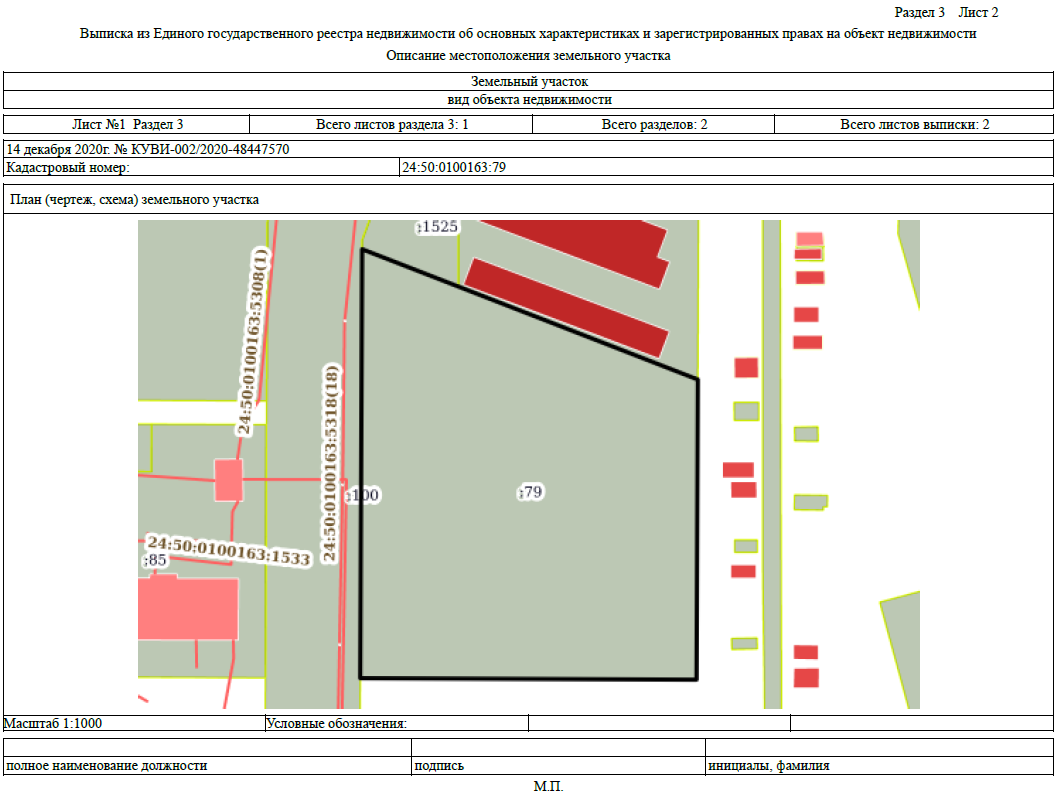 Раздел 3 Лист 2
Выписка из Единого государственного реестра недвижимости об основных характеристиках и зарегистрированных правах на объект недвижимости
Описание местоположения земельного участка
Земельный участок
вид объекта недвижимости
Лист №1 Раздел 3 Всего листов раздела 3: 1 Всего разделов: 2 Всего листов выписки: 2
14 декабря 2020г. № КУВИ-002/2020-48447570
Кадастровый номер: 24:50:0100163:79
План (чертеж, схема) земельного участка
:1525
24:50:0100163:5308(1)
24:50:0100163:5318(18)
:100
:79
24:50:0100163:1533
:85
Масштаб 1:1000 Условные обозначения:
полное наименование должности подпись инициалы, фамилия
М.П.